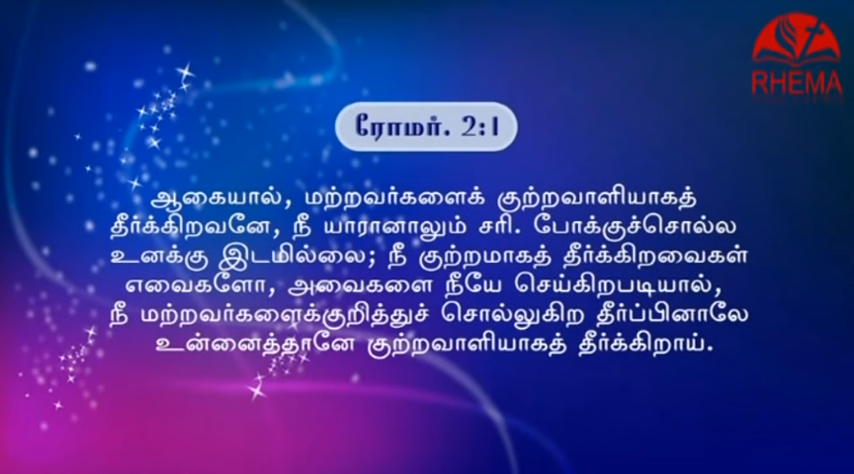 RHEMA
ரோமர். 2:1
ஆகையால், மற்றவர்களைக் குற்றவாளியாகத்
தீர்க்கிறவனே, நீ யாரானாலும் சரி. போக்குச்சொல்ல
உனக்கு இடமில்லை; நீ குற்றமாகத் தீர்க்கிறவைகள்
எவைகளோ, அவைகளை நீயே செய்கிறபடியால்,
நீ மற்றவர்களைக்குறித்துச் சொல்லுகிற தீர்ப்பினாலே
உன்னைத்தானே குற்றவாளியாகத் தீர்க்கிறாய்.